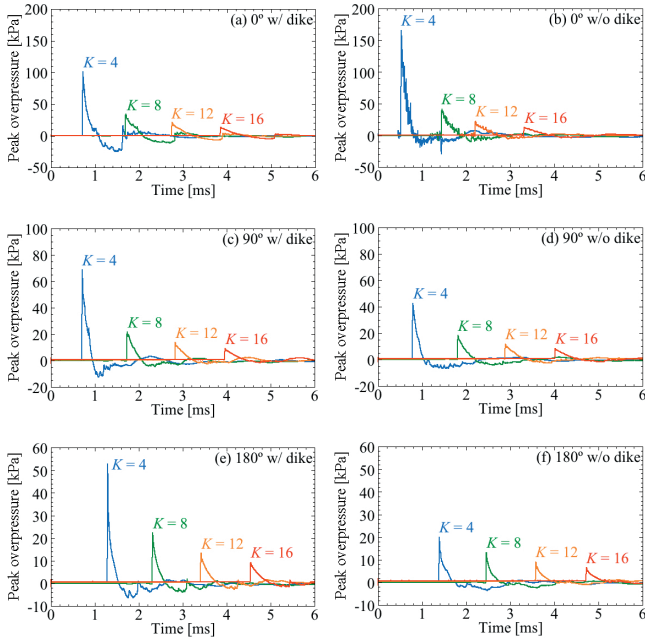 (a) 0º w/ dike
Peak overpressure [kPa]
200
150
100
50
0
-50
K = 4
K = 8
K = 12
K = 16
0 1 2 3 4 5 6
Time [ms]
(b) 0º w/o dike
Peak overpressure [kPa]
200
150
100
50
0
-50
K = 4
K = 8
K = 12
K = 16
0 1 2 3 4 5 6
Time [ms]
(c) 90º w/ dike
Peak overpressure [kPa]
100
80
60
40
20
0
-20
K = 4
K = 8
K = 12
K = 16
0 1 2 3 4 5 6
Time [ms]
(d) 90º w/o dike
Peak overpressure [kPa]
100
80
60
40
20
0
-20
K = 4
K = 8
K = 12
K = 16
0 1 2 3 4 5 6
Time [ms]
(e) 180º w/ dike
Peak overpressure [kPa]
60
50
40
30
20
10
0
-10
K = 4
K = 8
K = 12
K = 16
0 1 2 3 4 5 6
Time [ms]
(f) 180º w/o dike
Peak overpressure [kPa]
60
50
40
30
20
10
0
-10
K = 4
K = 8
K = 12
K = 16
0 1 2 3 4 5 6
Time [ms]